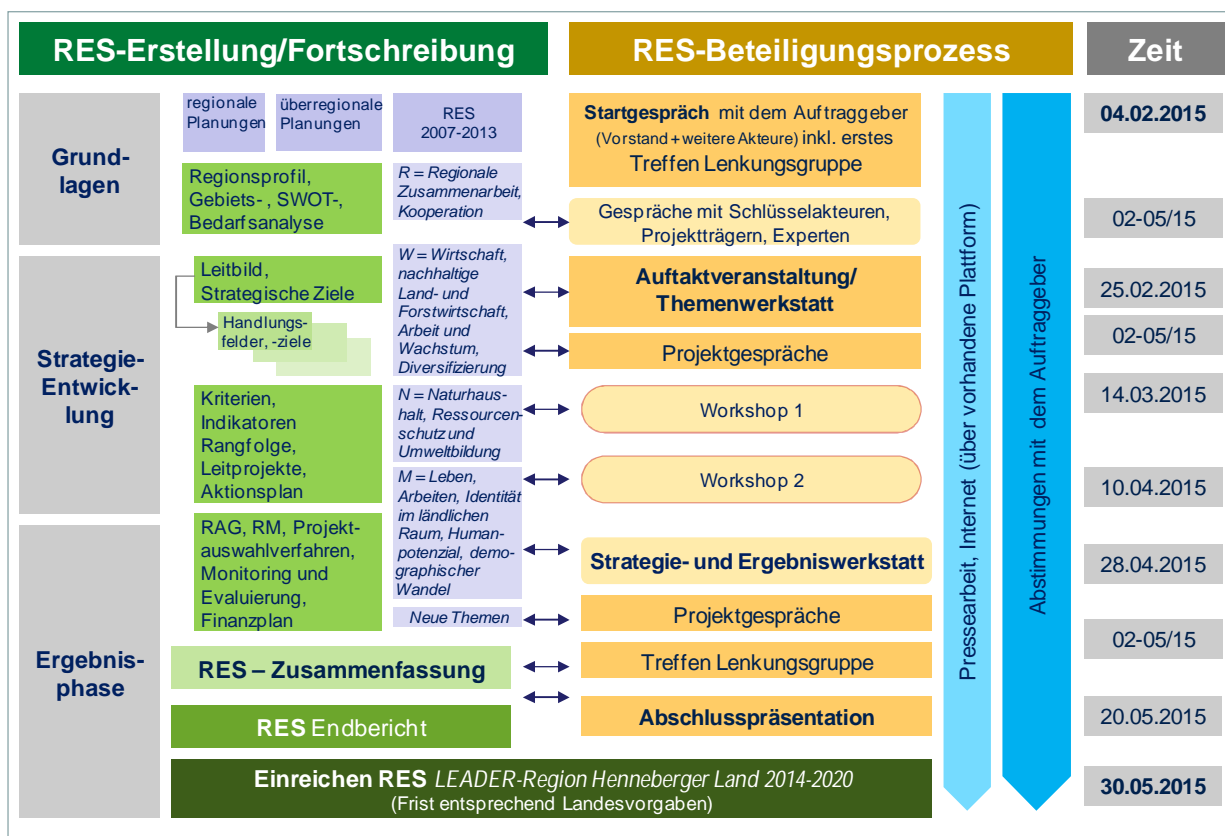 RES-Erstellung/Fortschreibung
RES-Beteiligungsprozess
Zeit
Grund-
lagen
regionale
Planungen
überregionale
Planungen
RES
2007-2013
Regionsprofil,
Gebiets- , SWOT-,
Bedarfsanalyse
R = Regionale
Zusammenarbeit,
Kooperation
Startgespräch mit dem Auftraggeber
(Vorstand + weitere Akteure) inkl. erstes
Treffen Lenkungsgruppe
04.02.2015
Gespräche mit Schlüsselakteuren,
Projektträgern, Experten
02-05/15
Strategie-
Entwick-
lung
Leitbild,
Strategische Ziele
Handlungs-
felder, -ziele
W = Wirtschaft,
nachhaltige
Land- und
Forstwirtschaft,
Arbeit und
Wachstum,
Diversifizierung
Auftaktveranstaltung/
Themenwerkstatt
25.02.2015
Projektgespräche
02-05/15
Kriterien,
Indikatoren
Rangfolge,
Leitprojekte,
Aktionsplan
N = Naturhaus-
halt, Ressourcen-
schutz und
Umweltbildung
Workshop 1
14.03.2015
M = Leben,
Arbeiten, Identität
im ländlichen
Raum, Human-
potenzial, demo-
graphischer
Wandel
Workshop 2
10.04.2015
Ergebnis-
phase
RAG, RM, Projekt-
auswahlverfahren,
Monitoring und
Evaluierung,
Finanzplan
Strategie- und Ergebniswerkstatt
28.04.2015
Neue Themen
Projektgespräche
02-05/15
RES – Zusammenfassung
Treffen Lenkungsgruppe
RES Endbericht
Abschlusspräsentation
20.05.2015
Einreichen RES LEADER-Region Henneberger Land 2014-2020
(Frist entsprechend Landesvorgaben)
30.05.2015
Pressearbeit, Internet (über vorhandene Plattform)
Abstimmungen mit dem Auftraggeber